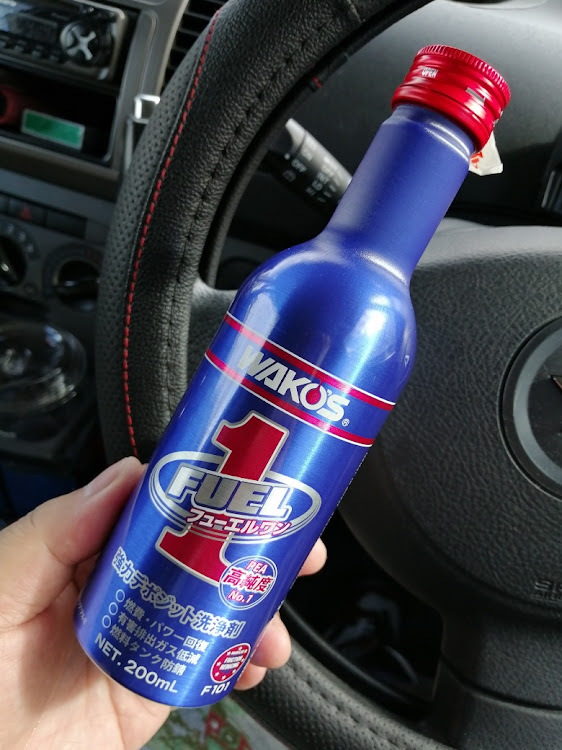 OPEN
WAKO'S®
1
FUEL
フューエルワン
PEA
高純度
No.1
強力デポジット洗浄剤
○燃費・パワー回復
○有害排出ガス低減
○燃料タンク防錆
NET. 200mL
F101
OFF